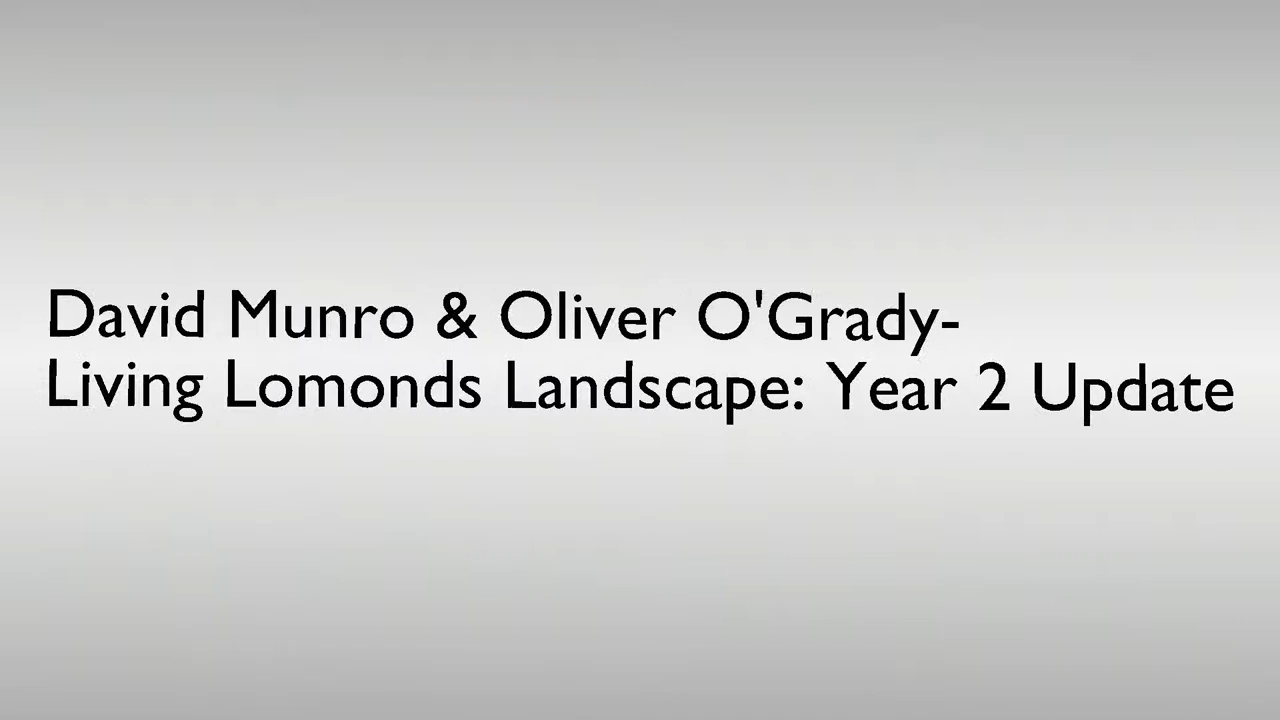 David Munro & Oliver O'Grady-
Living Lomonds Landscape: Year 2 Update